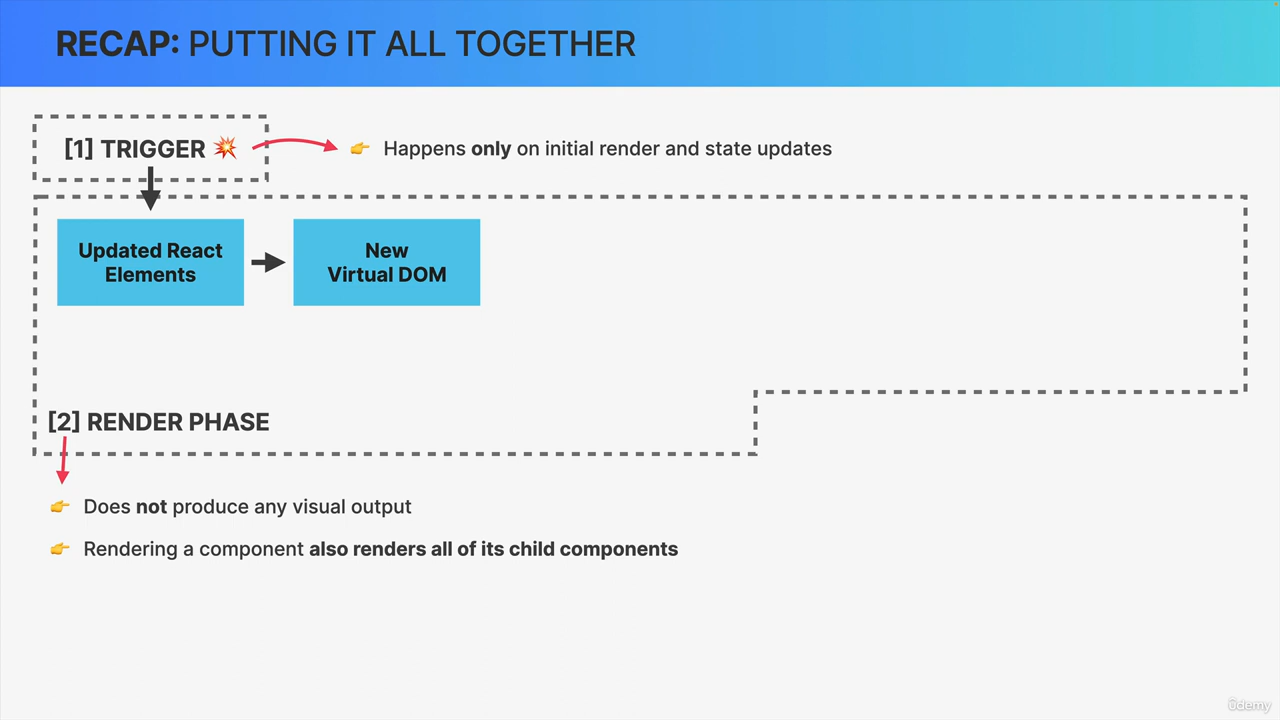 RECAP: PUTTING IT ALL TOGETHER
[1] TRIGGER 💥
👉 Happens only on initial render and state updates
Updated React
Elements
New
Virtual DOM
[2] RENDER PHASE
👉 Does not produce any visual output
👉 Rendering a component also renders all of its child components
ûdemy